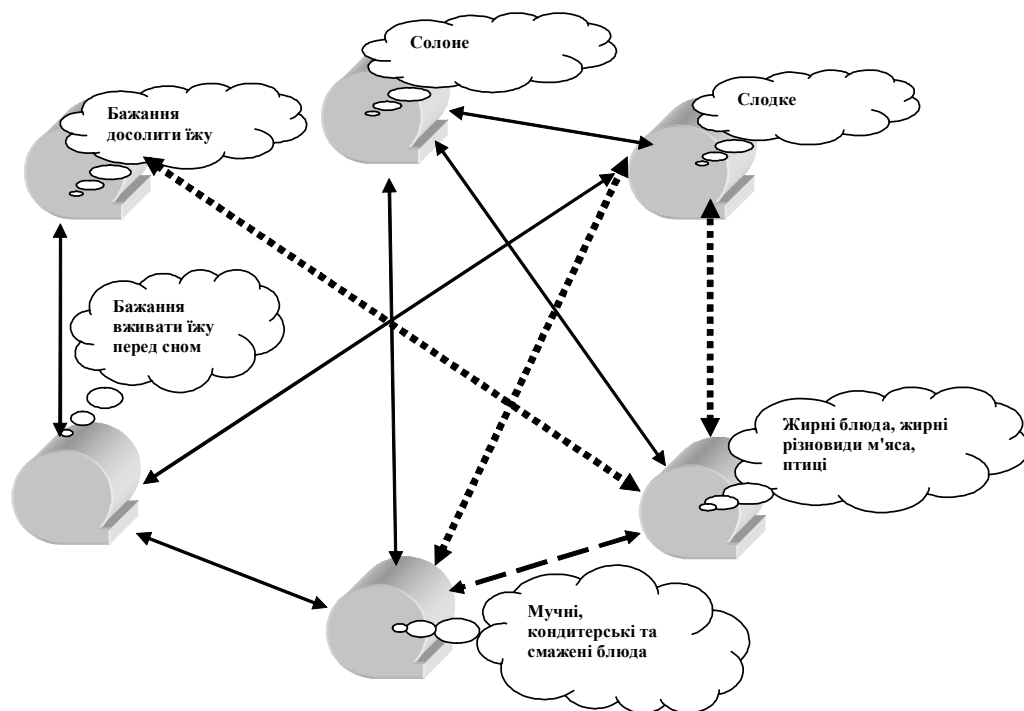 Солоне
Слодке
Бажання
досолити їжу
Бажання
вживати їжу
перед сном
Жирні блюда, жирні
різновиди м'яса,
птиці
Мучні,
кондитерські та
смажені блюда